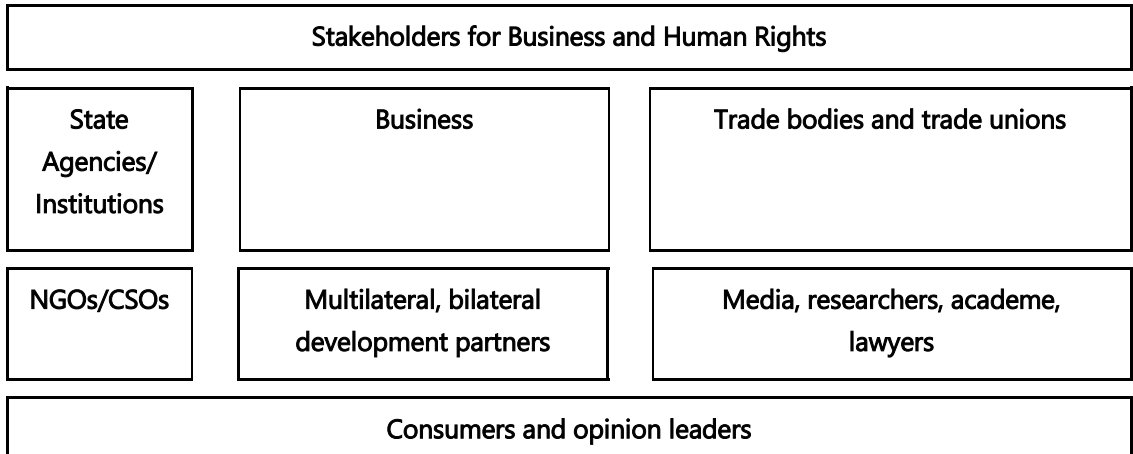 Stakeholders for Business and Human Rights
State
Agencies/
Institutions
Business
Trade bodies and trade unions
NGOs/CSOs
Multilateral, bilateral
development partners
Media, researchers, academe,
lawyers
Consumers and opinion leaders